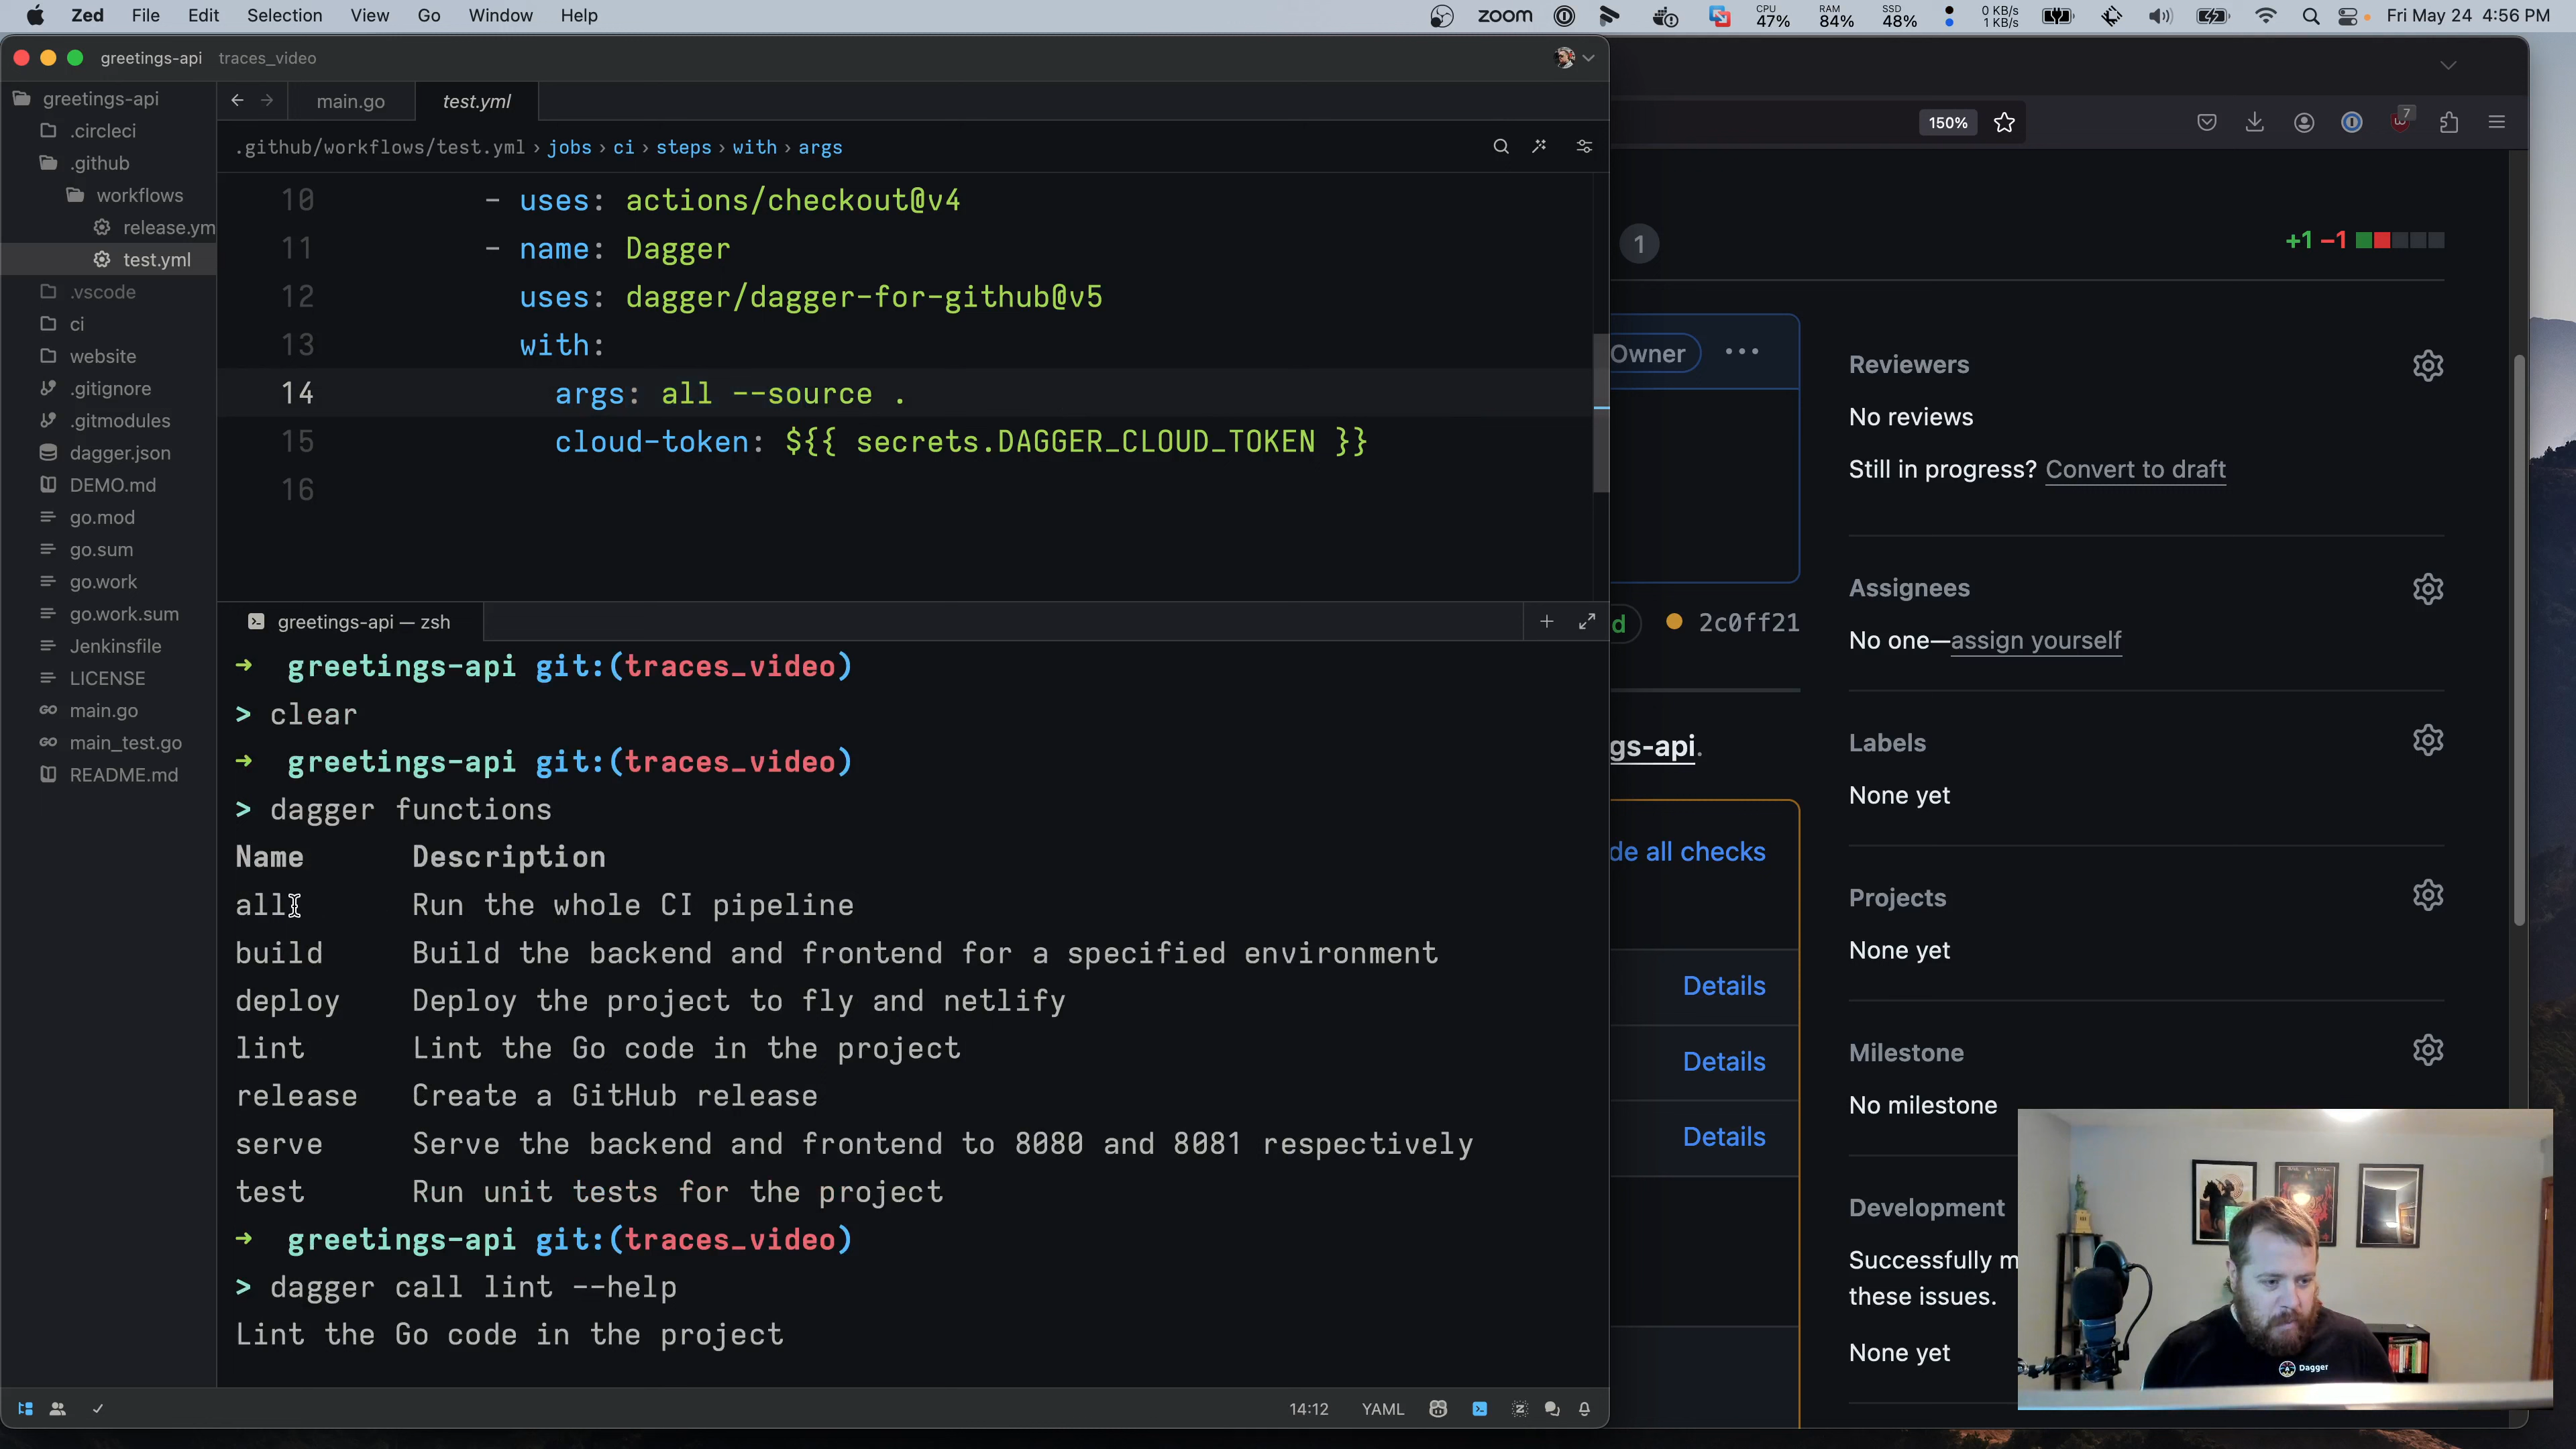 Zed File Edit Selection View Go Window Help
zoom CPU 47% RAM 84% SSD 48% 0 KB/s 1 KB/s Fri May 24 4:56 PM
greetings-api traces_video
greetings-api
.circleci
.github
workflows
release.ym
test.yml
.vscode
ci
website
.gitignore
.gitmodules
dagger.json
DEMO.md
go.mod
go.sum
go.work
go.work.sum
Jenkinsfile
LICENSE
main.go
main_test.go
README.md
main.go test.yml
.github/workflows/test.yml › jobs › ci › steps › with › args
10 - uses: actions/checkout@v4
11 - name: Dagger
12 uses: dagger/dagger-for-github@v5
13 with:
14 args: all --source .
15 cloud-token: ${{ secrets.DAGGER_CLOUD_TOKEN }}
16
greetings-api — zsh
→ greetings-api git:(traces_video)
> clear
→ greetings-api git:(traces_video)
> dagger functions
Name Description
all Run the whole CI pipeline
build Build the backend and frontend for a specified environment
deploy Deploy the project to fly and netlify
lint Lint the Go code in the project
release Create a GitHub release
serve Serve the backend and frontend to 8080 and 8081 respectively
test Run unit tests for the project
→ greetings-api git:(traces_video)
> dagger call lint --help
Lint the Go code in the project
14:12 YAML
150%
7
1
+1 −1
Owner
d 2c0ff21
gs-api.
de all checks
Details
Details
Details
Reviewers
No reviews
Still in progress? Convert to draft
Assignees
No one—assign yourself
Labels
None yet
Projects
None yet
Milestone
No milestone
Development
Successfully m
these issues.
None yet
Dagger